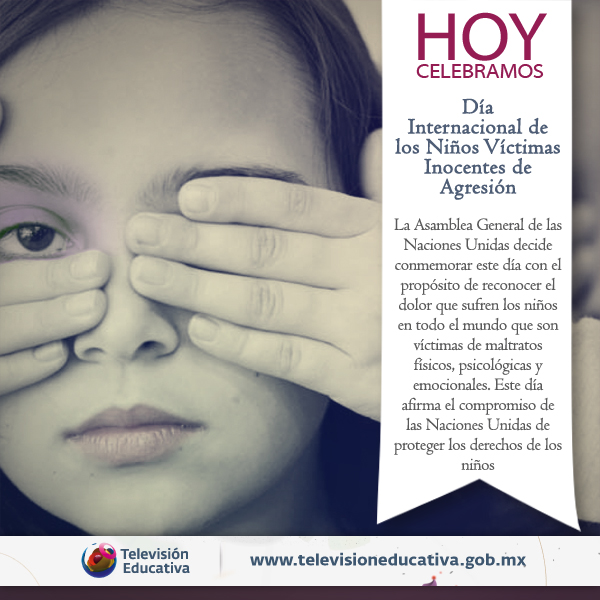 HOY
CELEBRAMOS
Día
Internacional de
los Niños Víctimas
Inocentes de
Agresión
La Asamblea General de las
Naciones Unidas decide
conmemorar este día con el
propósito de reconocer el
dolor que sufren los niños
en todo el mundo que son
víctimas de maltratos
físicos, psicológicas y
emocionales. Este día
afirma el compromiso de
las Naciones Unidas de
proteger los derechos de los
niños
Televisión
Educativa
www.televisioneducativa.gob.mx